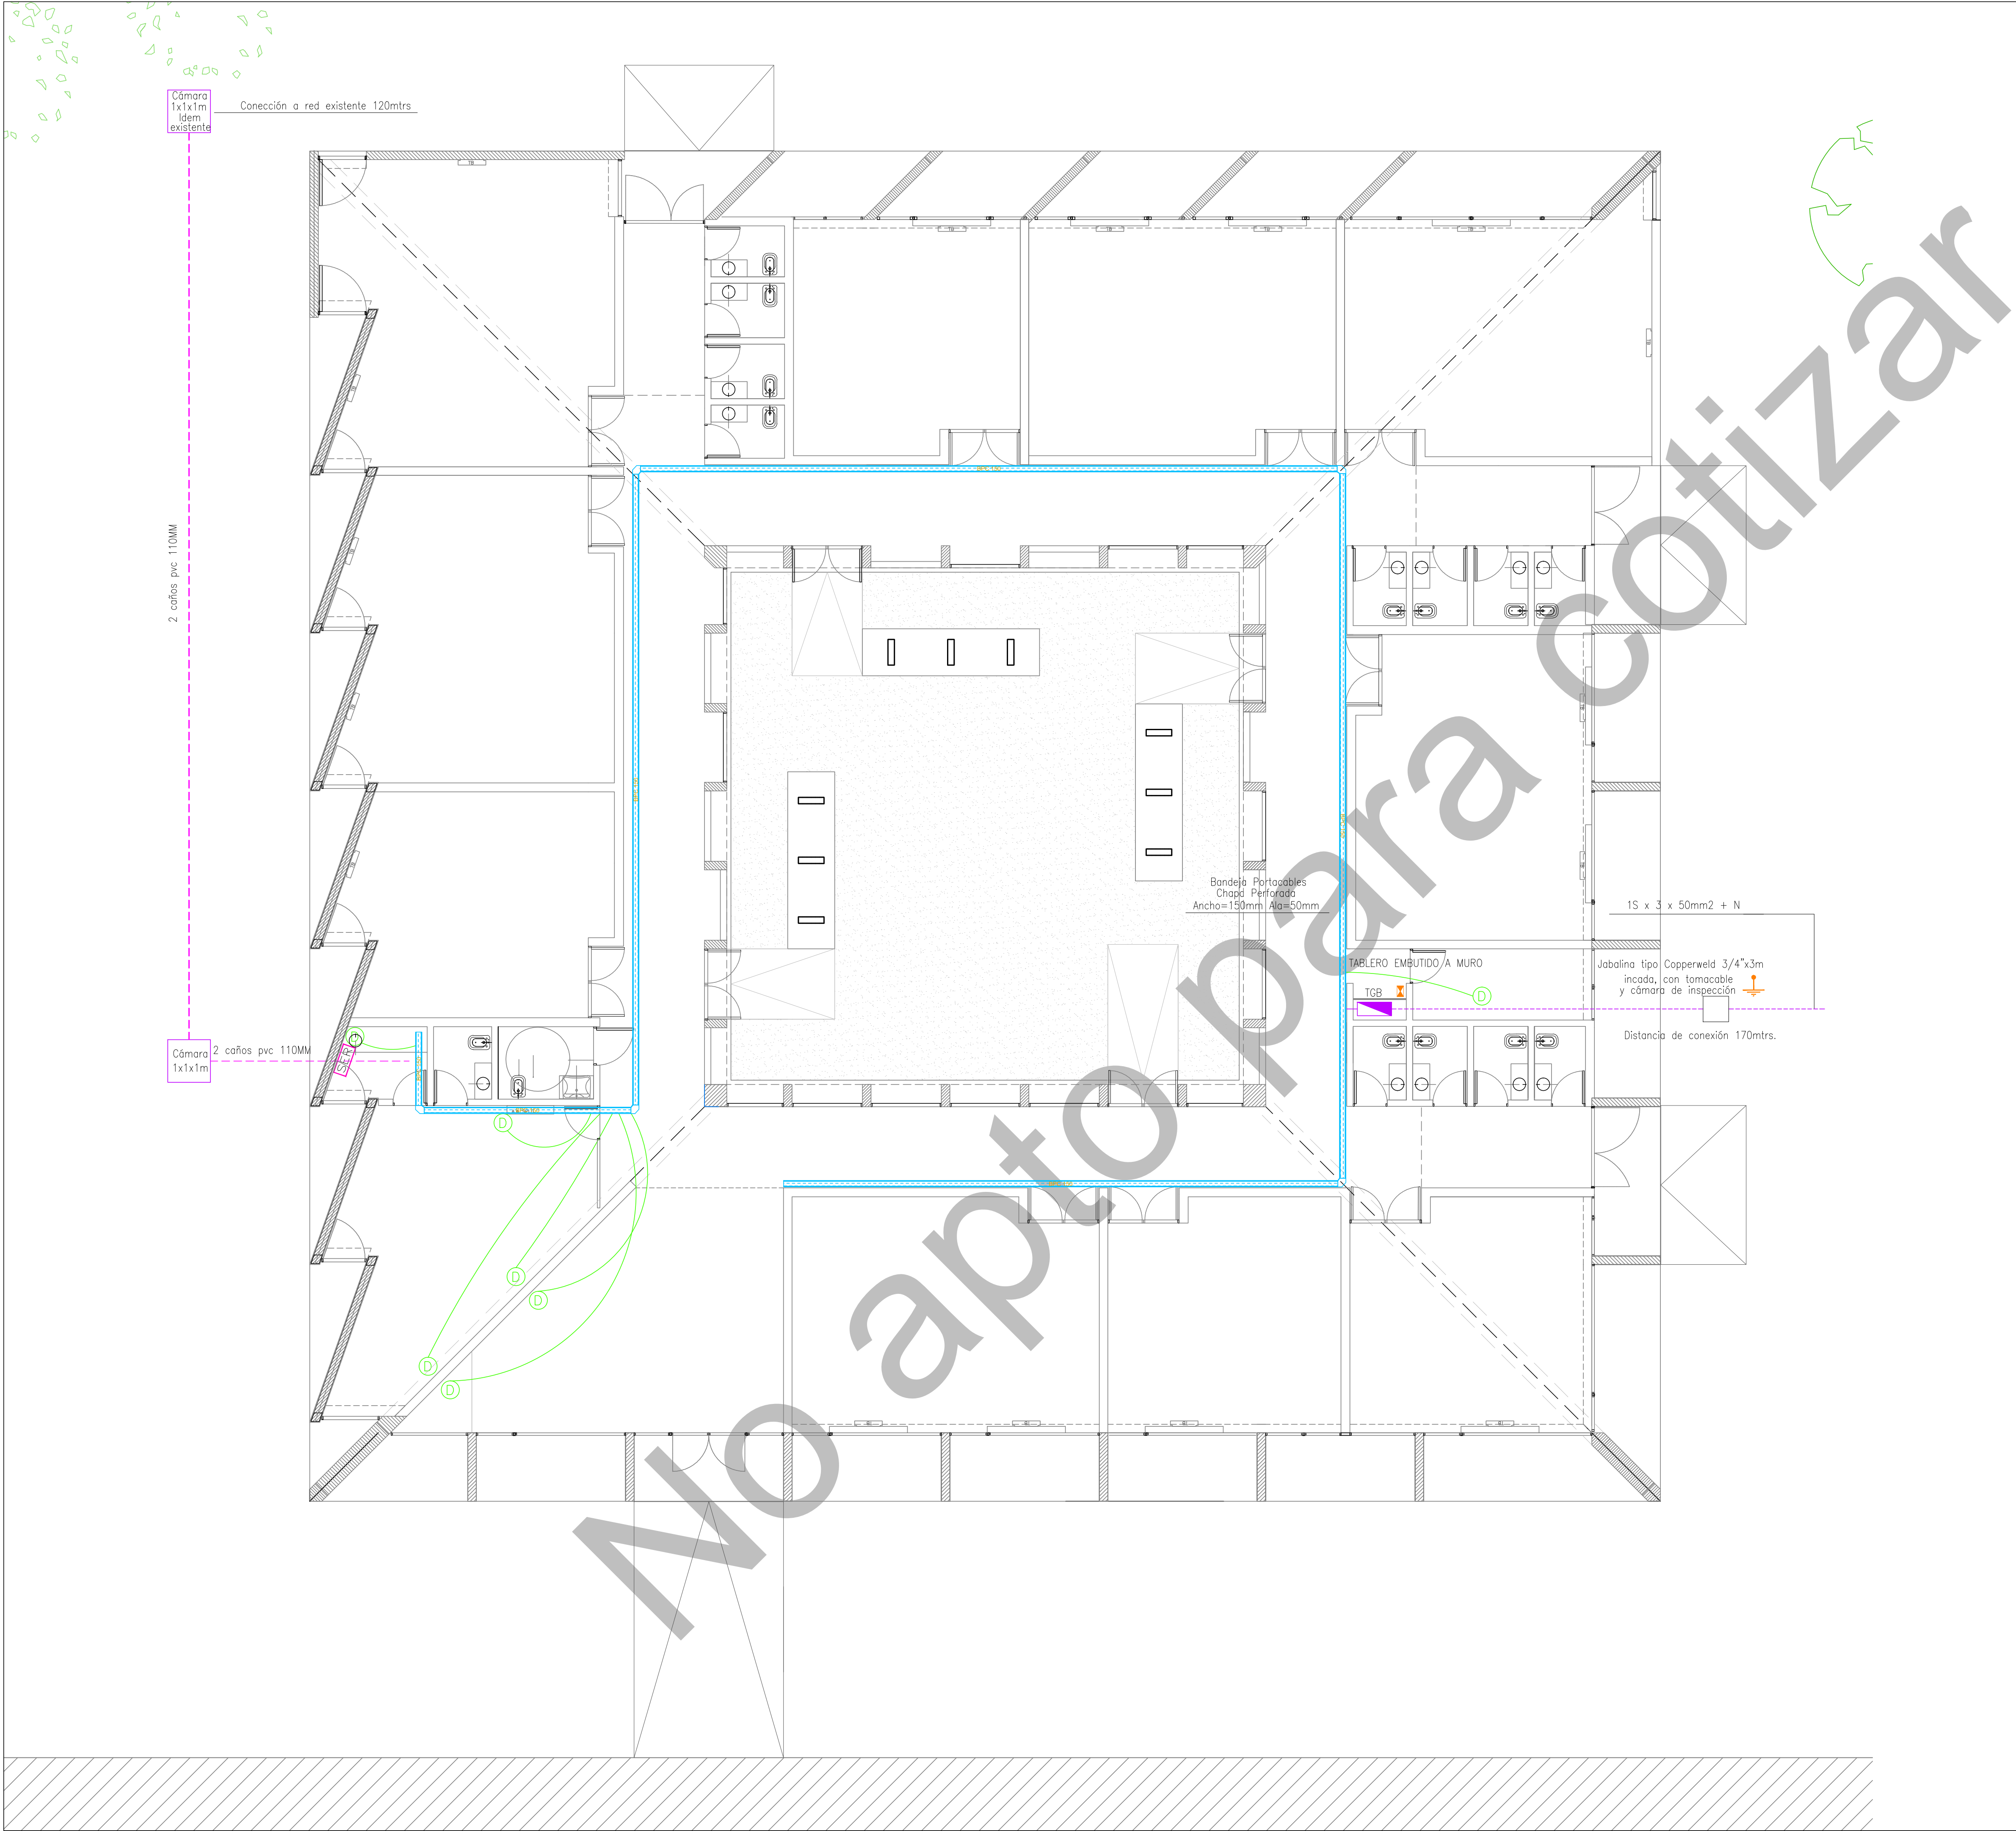 Cámara
1x1x1m
Idem
existente
Conección a red existente 120mtrs
2 caños pvc 110MM
Bandeja Portacables
Chapa Perforada
Ancho=150mm Ala=50mm
1S x 3 x 50mm2 + N
TABLERO EMBUTIDO A MURO
Jabalina tipo Copperweld 3/4"x3m
incada, con tomacable
y cámara de inspección
TGB
D
Distancia de conexión 170mtrs.
Cámara
1x1x1m
2 caños pvc 110MM
SER
D
D
D
D
D
No apto para cotizar